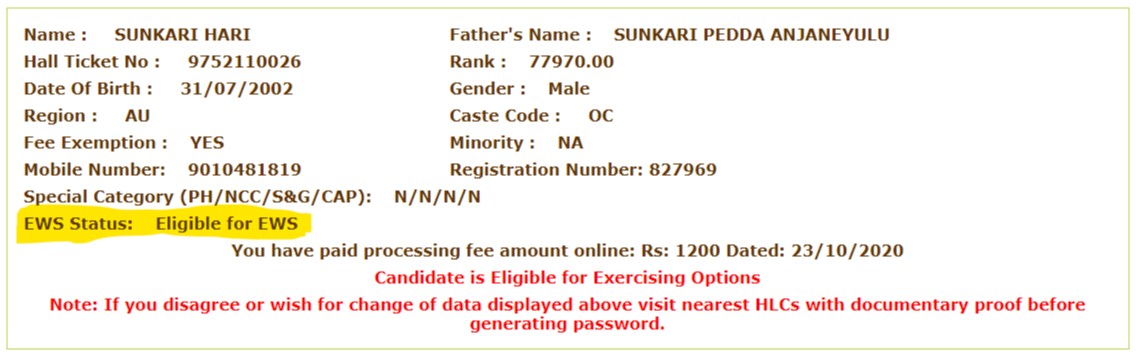 Name : SUNKARI HARI Father's Name : SUNKARI PEDDA ANJANEYULU
Hall Ticket No : 9752110026 Rank : 77970.00
Date Of Birth : 31/07/2002 Gender : Male
Region : AU Caste Code : OC
Fee Exemption : YES Minority : NA
Mobile Number: 9010481819 Registration Number: 827969
Special Category (PH/NCC/S&G/CAP): N/N/N/N
EWS Status: Eligible for EWS
You have paid processing fee amount online: Rs: 1200 Dated: 23/10/2020
Candidate is Eligible for Exercising Options
Note: If you disagree or wish for change of data displayed above visit nearest HLCs with documentary proof before
generating password.